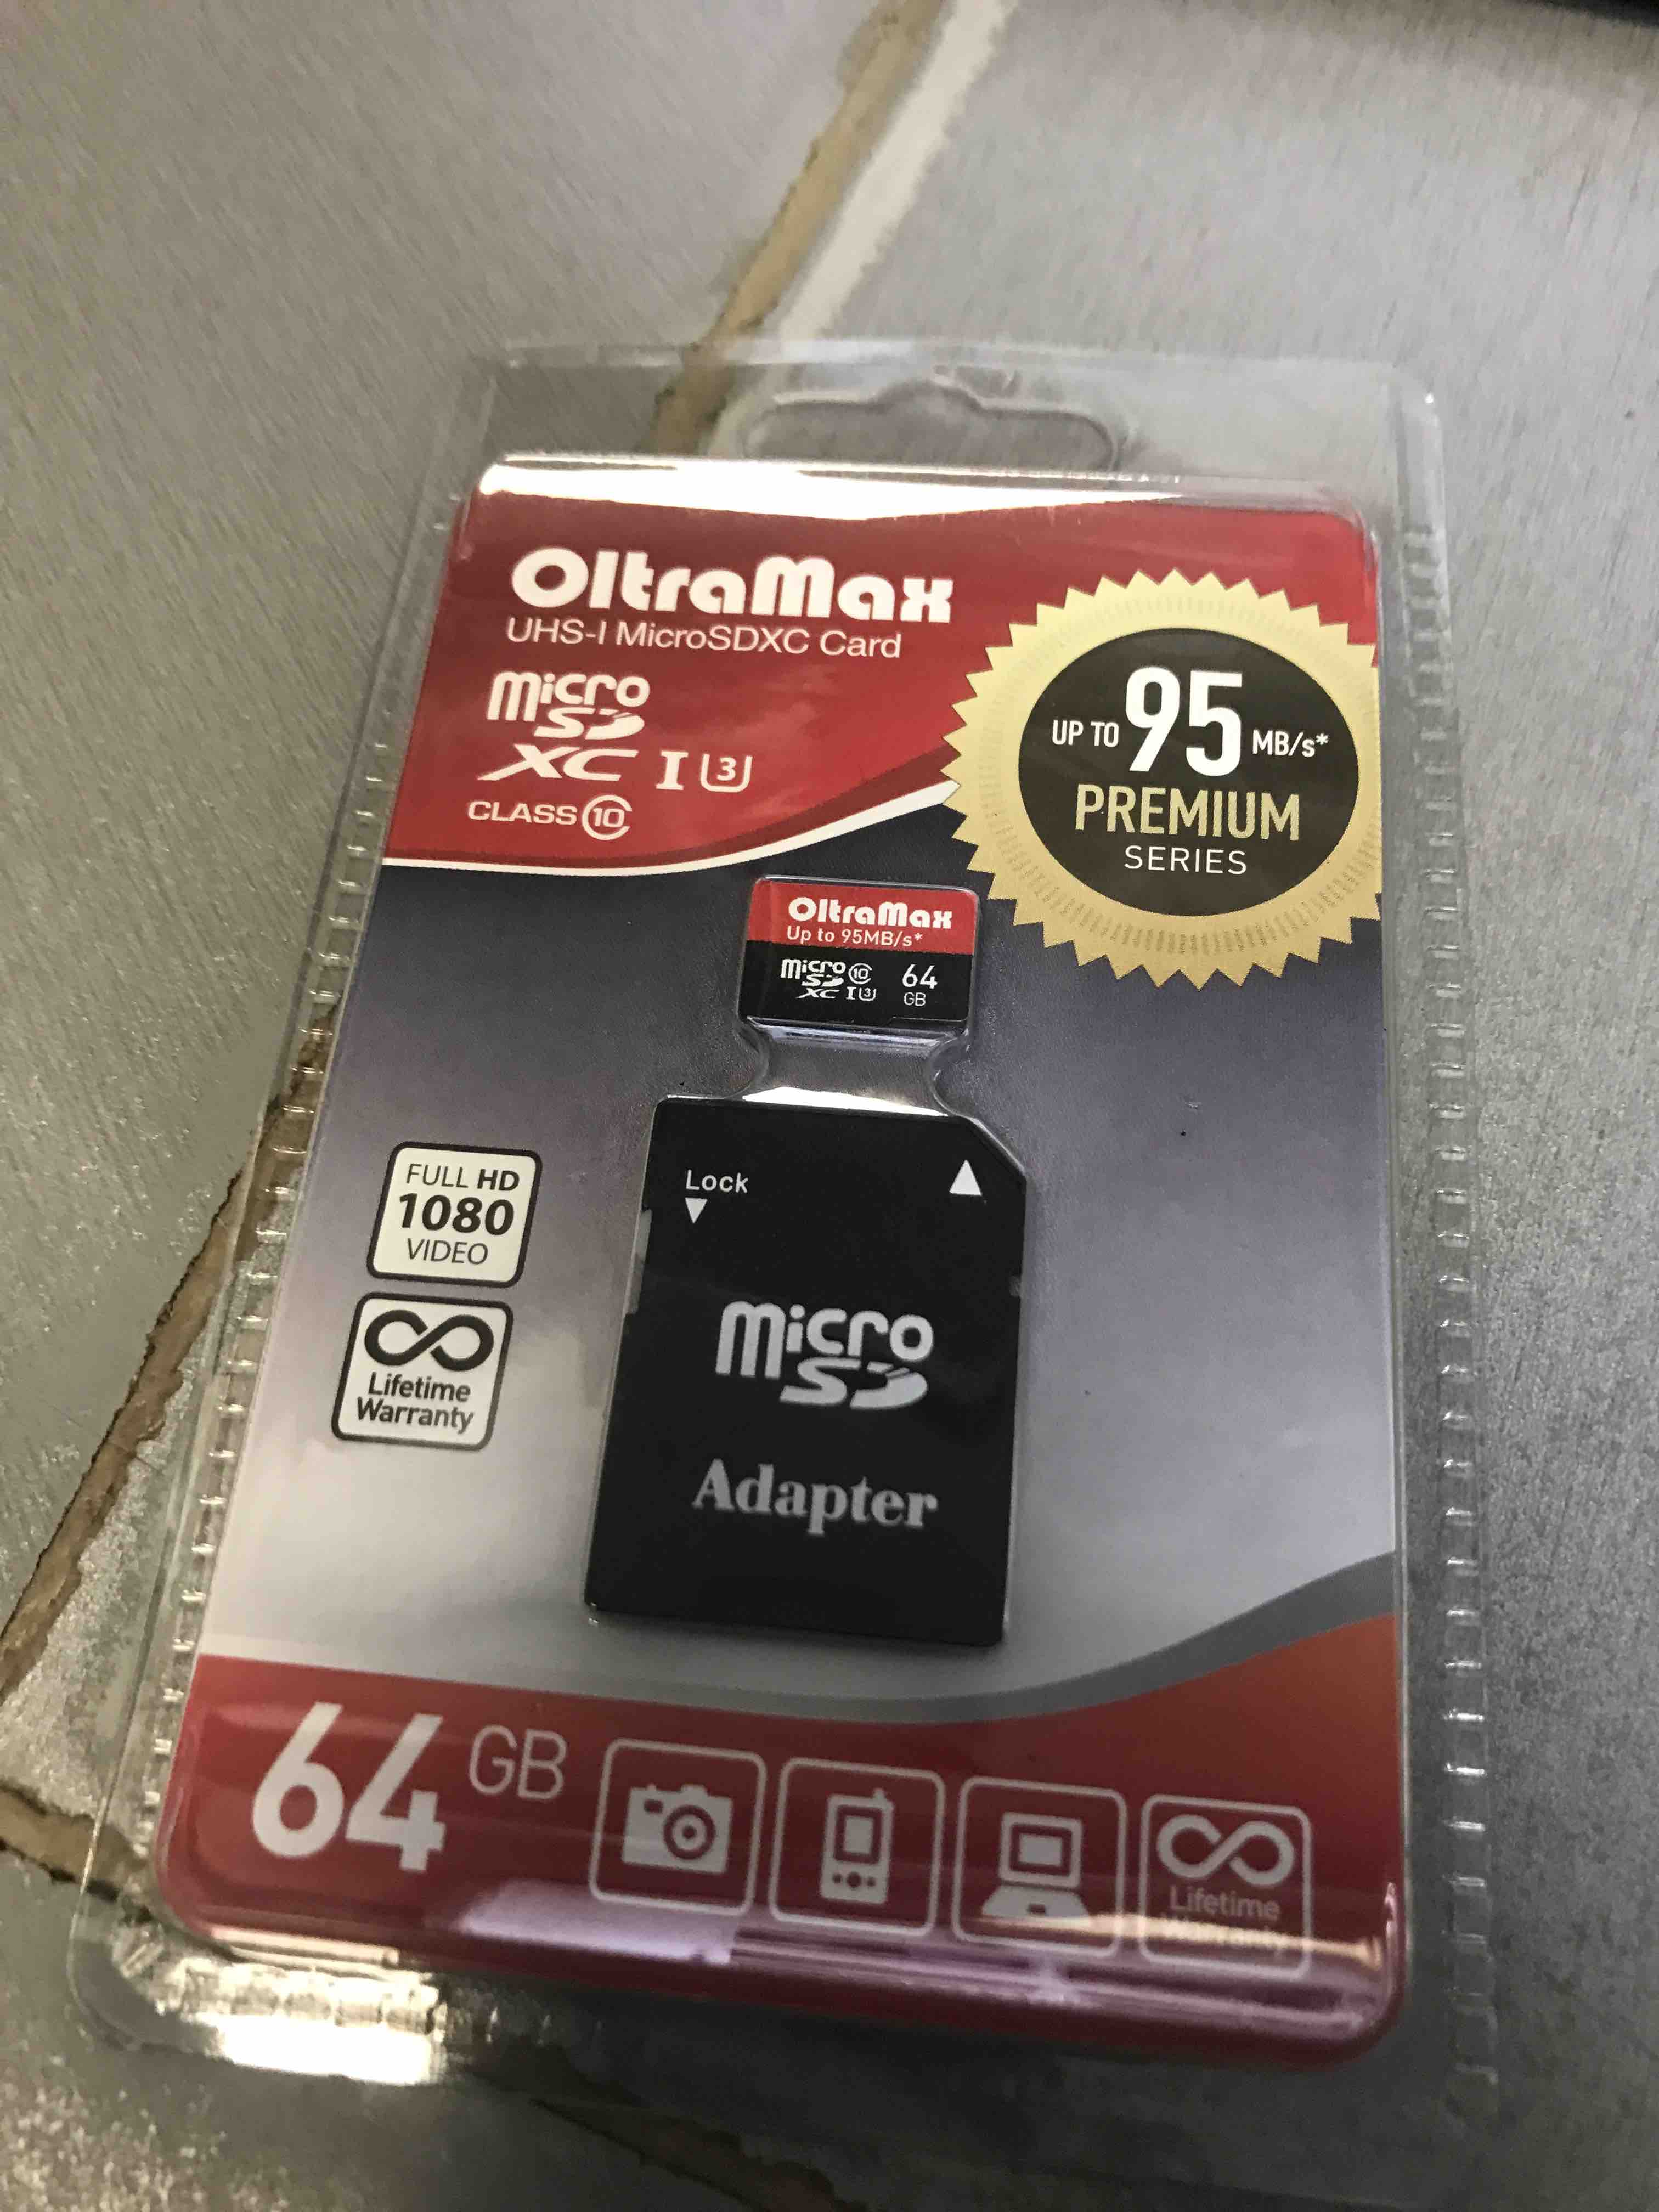 OltraMax
UHS-I MicroSDXC Card
micro
SD
XC I 3
CLASS 10
UP TO 95 MB/s*
PREMIUM
SERIES
OltraMax
Up to 95MB/s*
micro 10 64
SD
XC I 3 GB
Lock
FULL HD
1080
VIDEO
Lifetime
Warranty
micro
SD
Adapter
64 GB
Lifetime
Warranty